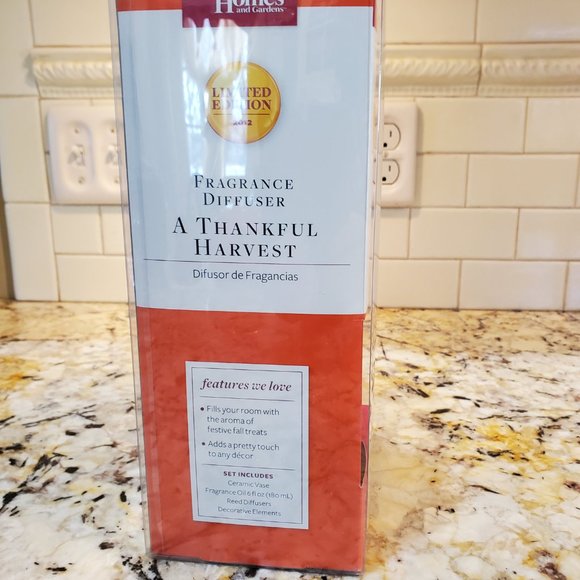 Homes
and Gardens
LIMITED
EDITION
2012
FRAGRANCE
DIFFUSER
A THANKFUL
HARVEST
Difusor de Fragancias
features we love
• Fills your room with
the aroma of
festive fall treats
• Adds a pretty touch
to any décor
SET INCLUDES
Ceramic Vase
Fragrance Oil 6 fl oz (180 mL)
Reed Diffusers
Decorative Elements